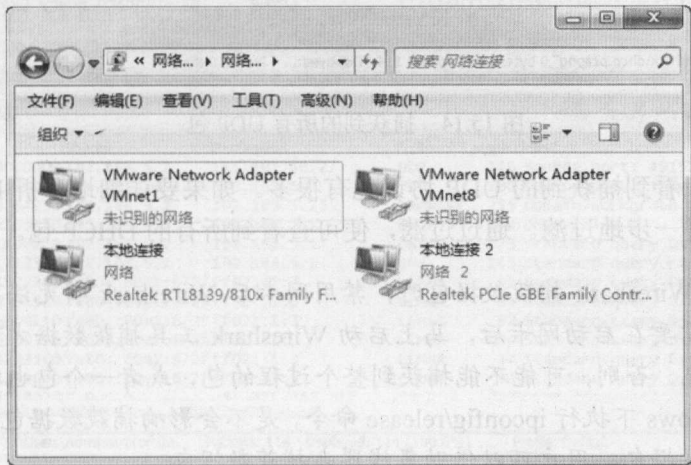 « 网络... ▸ 网络... ▸
搜索 网络连接
文件(F) 编辑(E) 查看(V) 工具(T) 高级(N) 帮助(H)
组织
VMware Network Adapter
VMnet1
未识别的网络
VMware Network Adapter
VMnet8
未识别的网络
本地连接
网络
Realtek RTL8139/810x Family F...
本地连接 2
网络 2
Realtek PCIe GBE Family Contr...